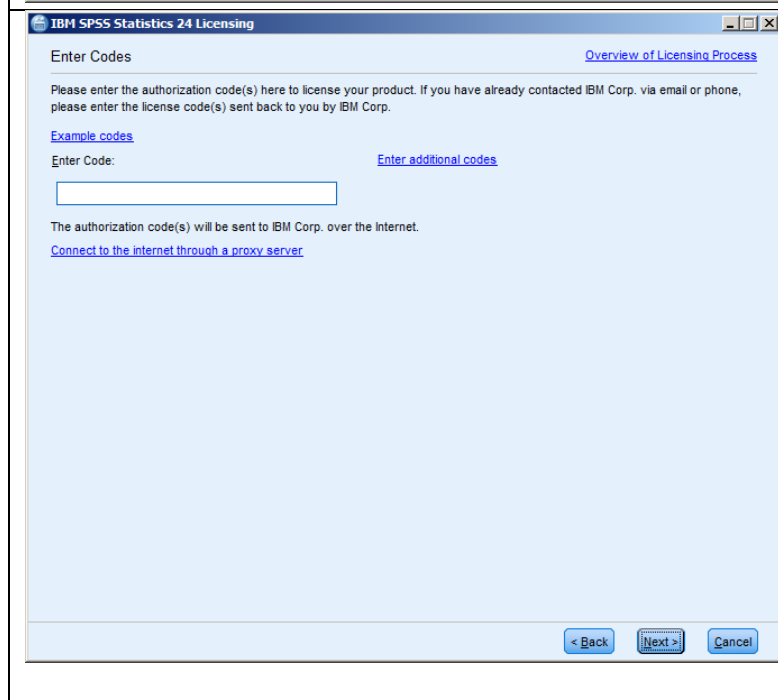 IBM SPSS Statistics 24 Licensing
Enter Codes
Overview of Licensing Process
Please enter the authorization code(s) here to license your product. If you have already contacted IBM Corp. via email or phone,
please enter the license code(s) sent back to you by IBM Corp.
Example codes
Enter Code:
Enter additional codes
The authorization code(s) will be sent to IBM Corp. over the Internet.
Connect to the internet through a proxy server
< Back
Next >
Cancel